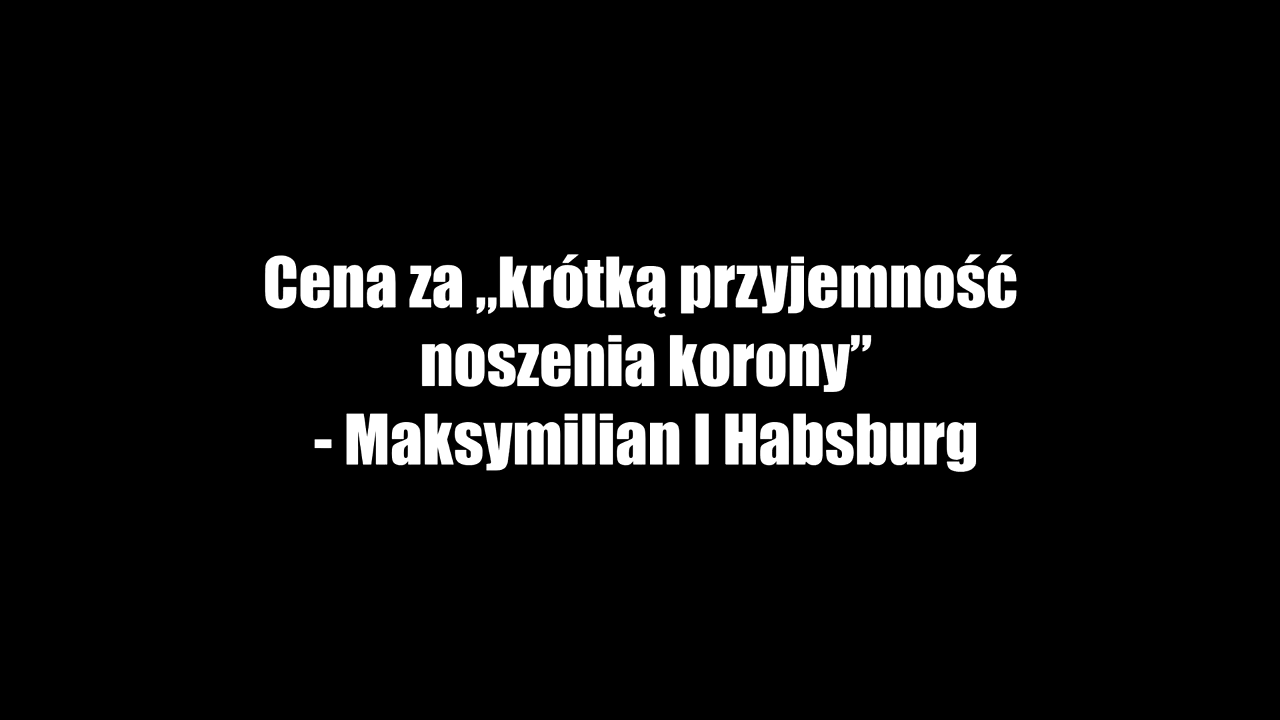 Cena za „krótką przyjemność
noszenia korony”
- Maksymilian I Habsburg